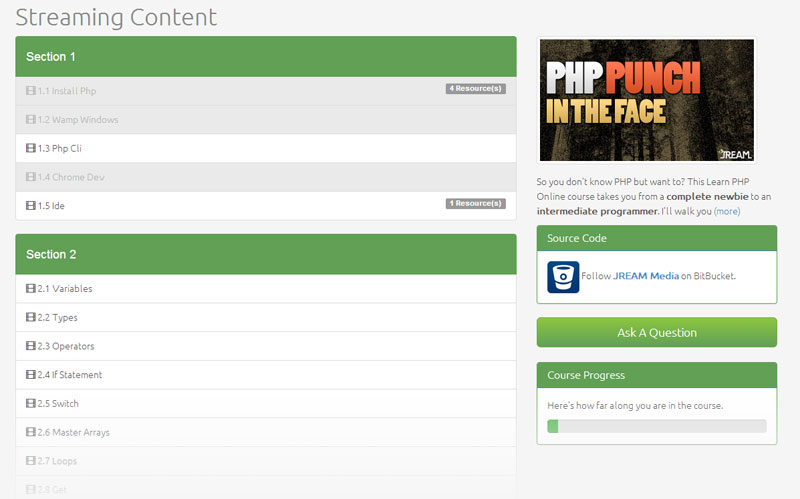 Streaming Content
Section 1
1.1 Install Php
4 Resource(s)
1.2 Wamp Windows
1.3 Php Cli
1.4 Chrome Dev
1.5 Ide
1 Resource(s)
Section 2
2.1 Variables
2.2 Types
2.3 Operators
2.4 If Statement
2.5 Switch
2.6 Master Arrays
2.7 Loops
2.8 Get
PHP PUNCH
IN THE FACE
JREAM
So you don't know PHP but want to? This Learn PHP
Online course takes you from a complete newbie to an
intermediate programmer. I'll walk you (more)
Source Code
Follow JREAM Media on BitBucket.
Ask A Question
Course Progress
Here's how far along you are in the course.